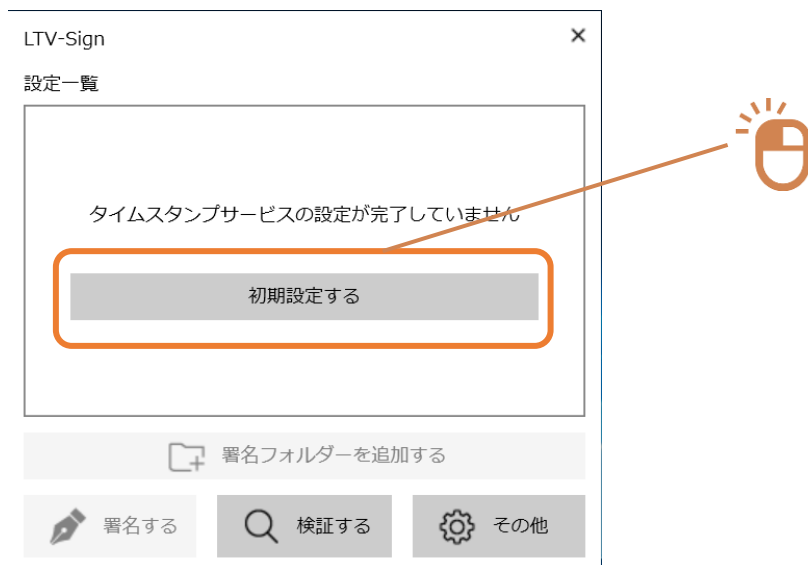 LTV-Sign
設定一覧
タイムスタンプサービスの設定が完了していません
初期設定する
署名フォルダーを追加する
署名する
検証する
その他